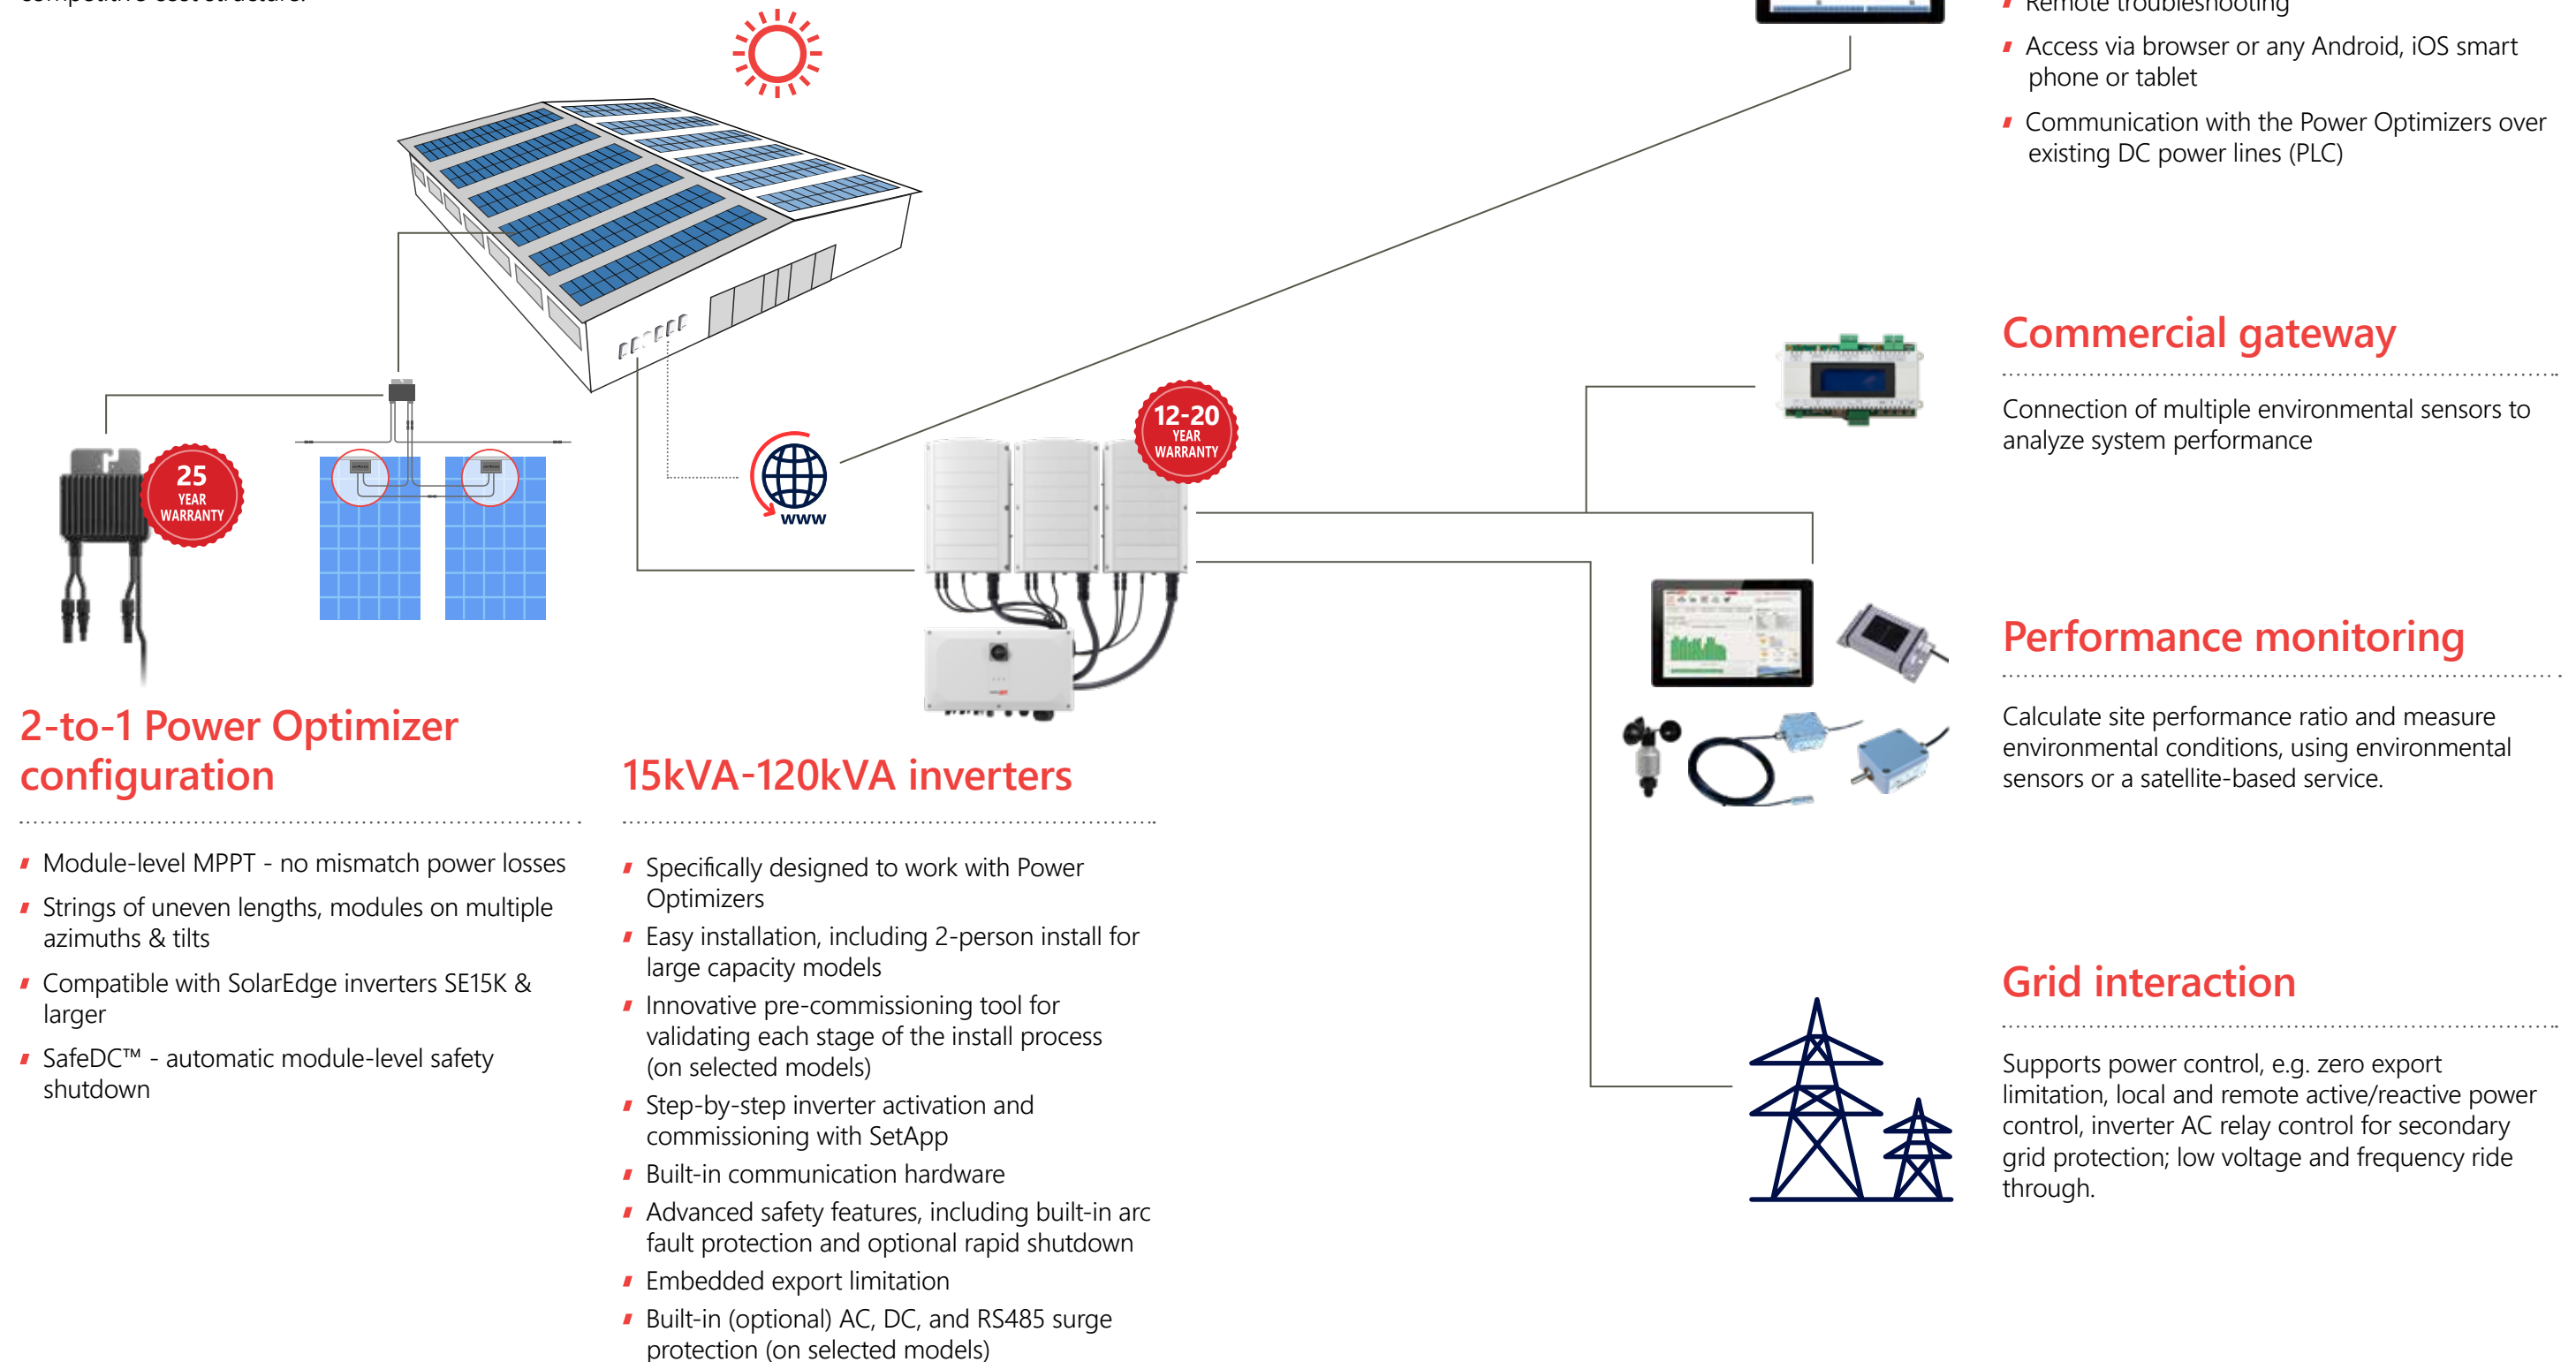 Remote troubleshooting
Access via browser or any Android, iOS smart
phone or tablet
Communication with the Power Optimizers over
existing DC power lines (PLC)
Commercial gateway
Connection of multiple environmental sensors to
analyze system performance
12-20
YEAR
WARRANTY
25
YEAR
WARRANTY
www
Performance monitoring
Calculate site performance ratio and measure
environmental conditions, using environmental
sensors or a satellite-based service.
2-to-1 Power Optimizer
configuration
Module-level MPPT - no mismatch power losses
Strings of uneven lengths, modules on multiple
azimuths & tilts
Compatible with SolarEdge inverters SE15K &
larger
SafeDC™ - automatic module-level safety
shutdown
15kVA-120kVA inverters
Specifically designed to work with Power
Optimizers
Easy installation, including 2-person install for
large capacity models
Innovative pre-commissioning tool for
validating each stage of the install process
(on selected models)
Step-by-step inverter activation and
commissioning with SetApp
Built-in communication hardware
Advanced safety features, including built-in arc
fault protection and optional rapid shutdown
Embedded export limitation
Built-in (optional) AC, DC, and RS485 surge
protection (on selected models)
Grid interaction
Supports power control, e.g. zero export
limitation, local and remote active/reactive power
control, inverter AC relay control for secondary
grid protection; low voltage and frequency ride
through.